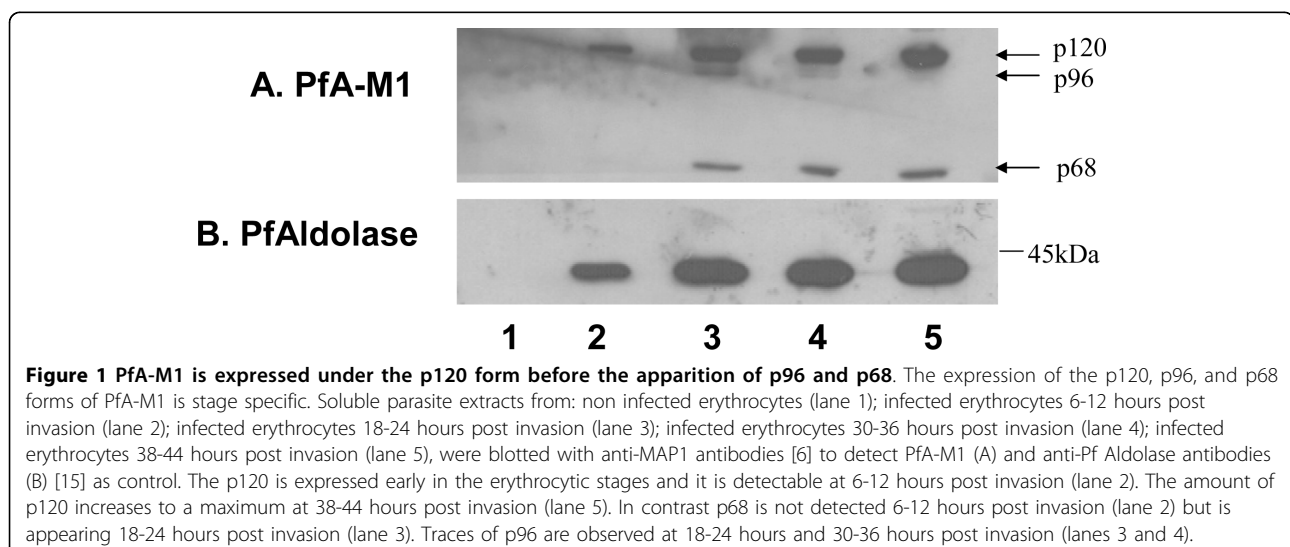 A. PfA-M1
p120
p96
p68
B. PfAldolase
45kDa
1 2 3 4 5
Figure 1 PfA-M1 is expressed under the p120 form before the apparition of p96 and p68. The expression of the p120, p96, and p68
forms of PfA-M1 is stage specific. Soluble parasite extracts from: non infected erythrocytes (lane 1); infected erythrocytes 6-12 hours post
invasion (lane 2); infected erythrocytes 18-24 hours post invasion (lane 3); infected erythrocytes 30-36 hours post invasion (lane 4); infected
erythrocytes 38-44 hours post invasion (lane 5), were blotted with anti-MAP1 antibodies [6] to detect PfA-M1 (A) and anti-Pf Aldolase antibodies
(B) [15] as control. The p120 is expressed early in the erythrocytic stages and it is detectable at 6-12 hours post invasion (lane 2). The amount of
p120 increases to a maximum at 38-44 hours post invasion (lane 5). In contrast p68 is not detected 6-12 hours post invasion (lane 2) but is
appearing 18-24 hours post invasion (lane 3). Traces of p96 are observed at 18-24 hours and 30-36 hours post invasion (lanes 3 and 4).